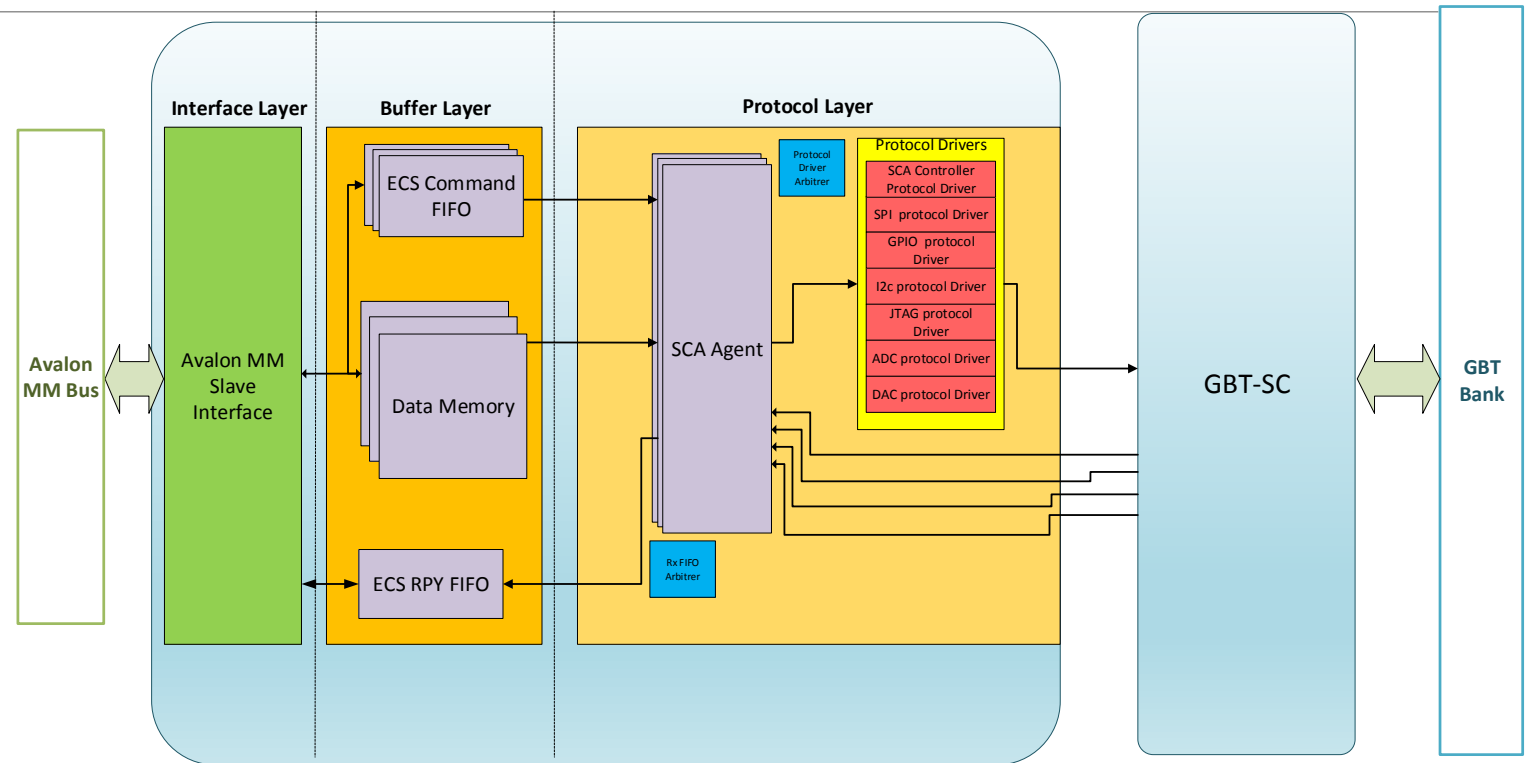 Interface Layer
Buffer Layer
Protocol Layer
Avalon
MM Bus
Avalon MM
Slave
Interface
ECS Command
FIFO
Data Memory
ECS RPY FIFO
SCA Agent
Protocol
Driver
Arbitrer
Rx FIFO
Arbitrer
Protocol Drivers
SCA Controller
Protocol Driver
SPI protocol Driver
GPIO protocol
Driver
I2c protocol Driver
JTAG protocol
Driver
ADC protocol Driver
DAC protocol Driver
GBT-SC
GBT
Bank